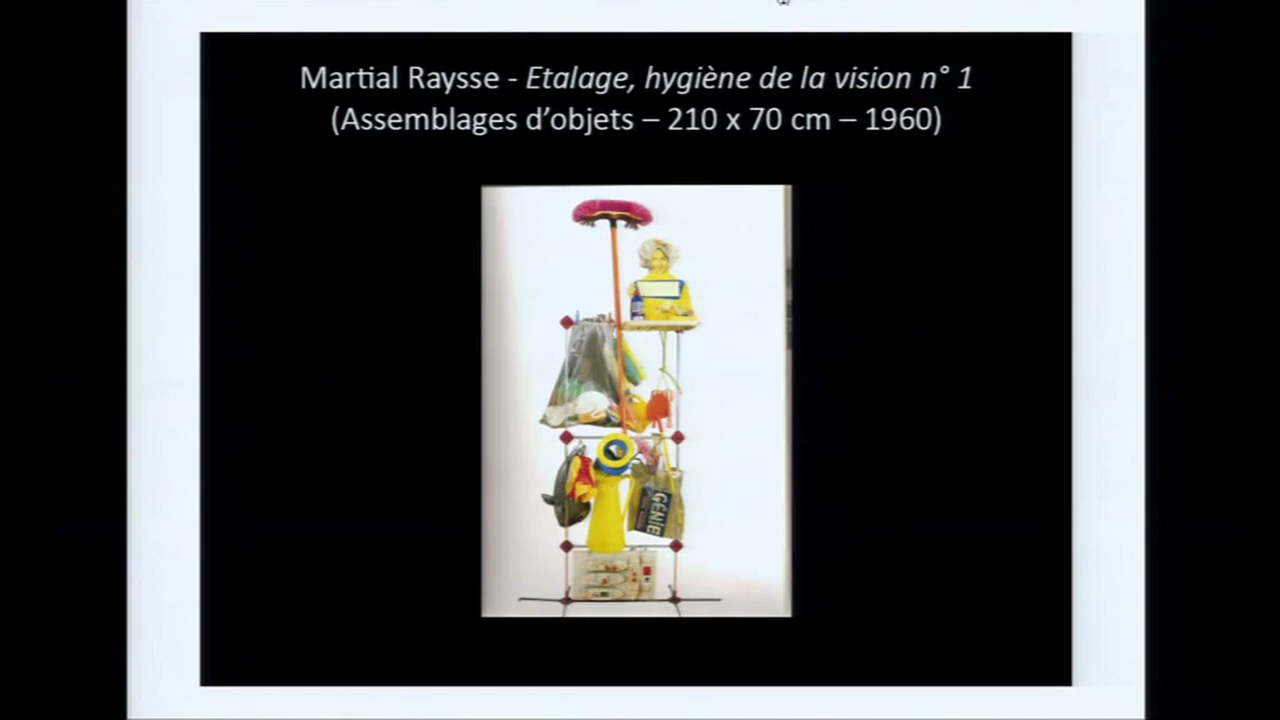 Martial Raysse - Etalage, hygiène de la vision n° 1
(Assemblages d’objets – 210 x 70 cm – 1960)
GÉNIE